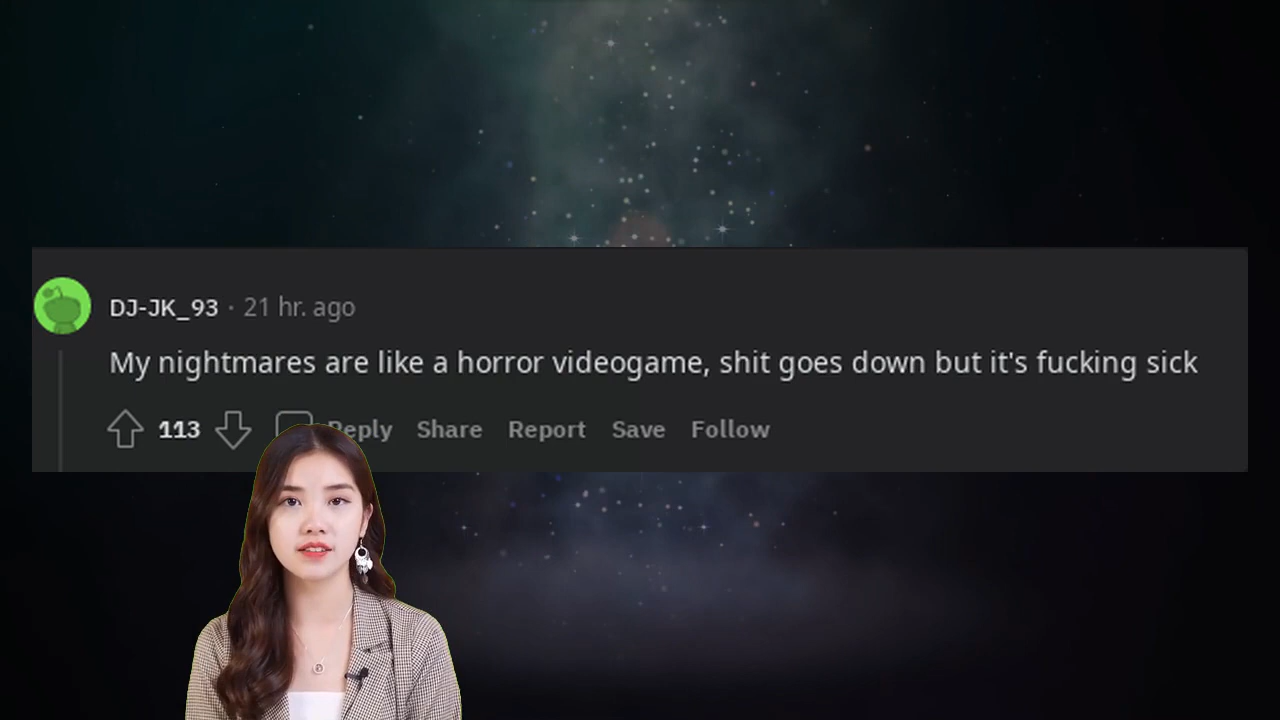 DJ-JK_93 · 21 hr. ago
My nightmares are like a horror videogame, shit goes down but it's fucking sick
113 Reply Share Report Save Follow